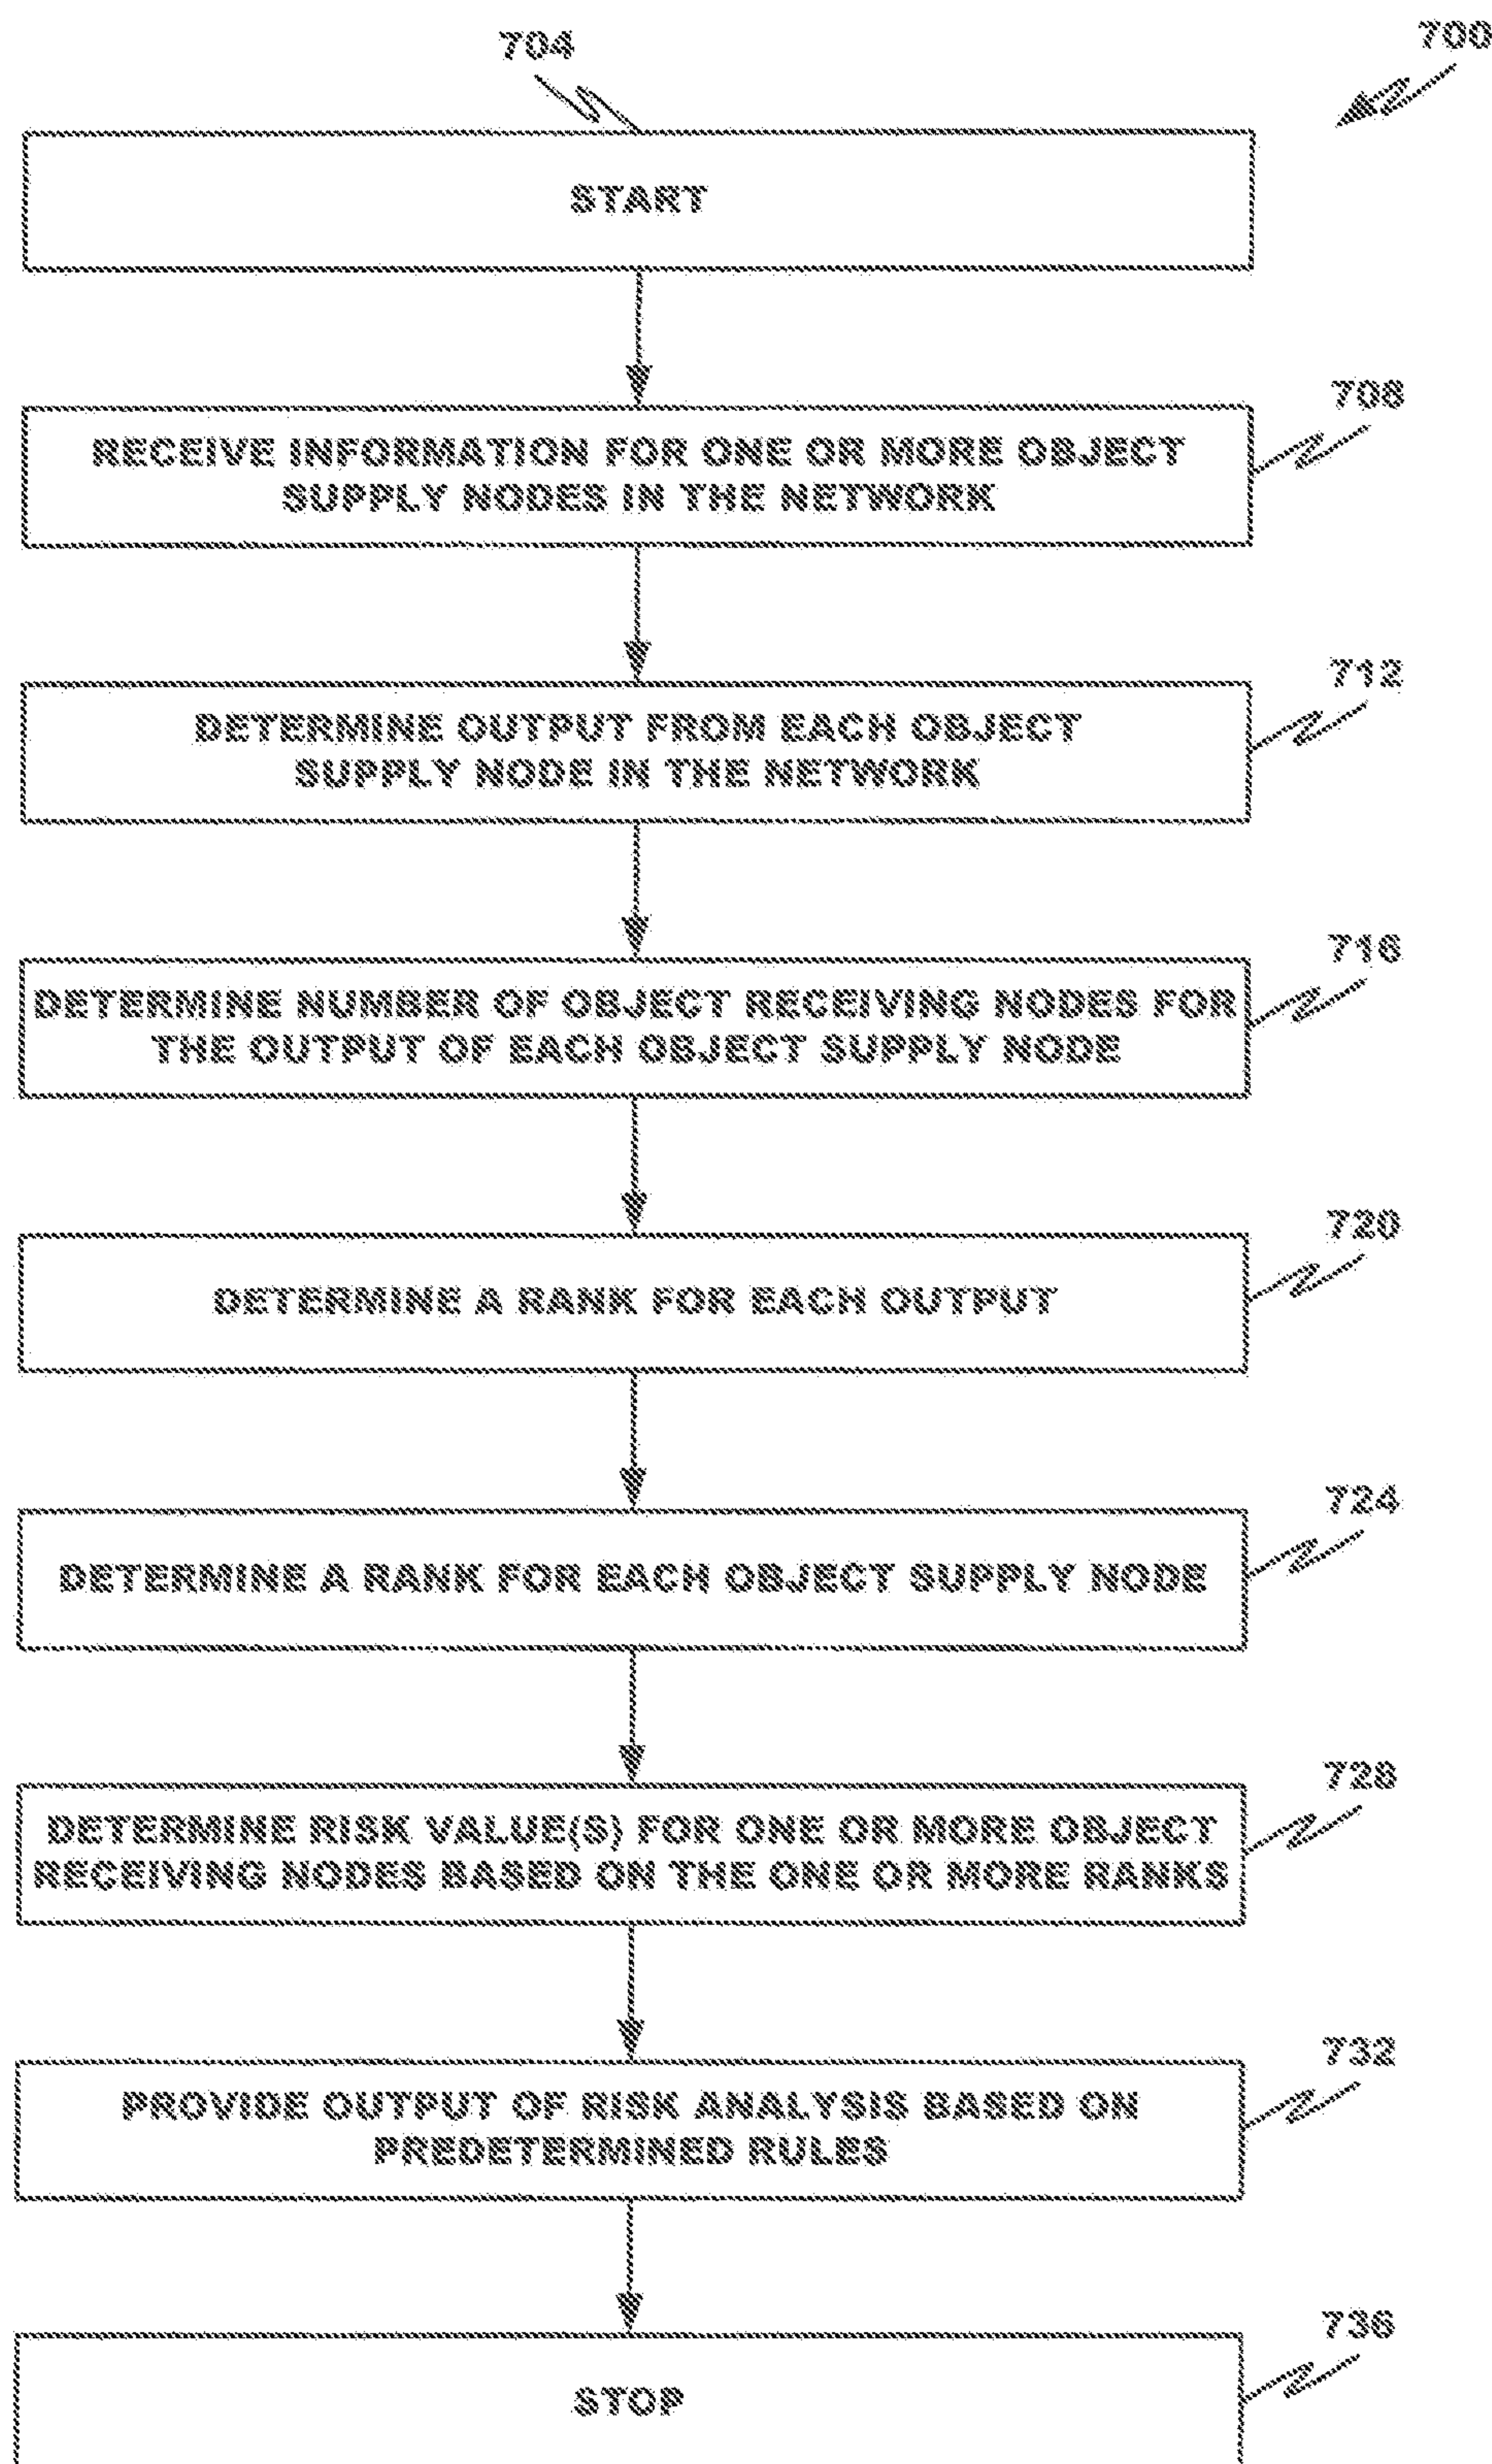 704
700
START
708
RECEIVE INFORMATION FOR ONE OR MORE OBJECT
SUPPLY NODES IN THE NETWORK
712
DETERMINE OUTPUT FROM EACH OBJECT
SUPPLY NODE IN THE NETWORK
716
DETERMINE NUMBER OF OBJECT RECEIVING NODES FOR
THE OUTPUT OF EACH OBJECT SUPPLY NODE
720
DETERMINE A RANK FOR EACH OUTPUT
724
DETERMINE A RANK FOR EACH OBJECT SUPPLY NODE
728
DETERMINE RISK VALUE(S) FOR ONE OR MORE OBJECT
RECEIVING NODES BASED ON THE ONE OR MORE RANKS
732
PROVIDE OUTPUT OF RISK ANALYSIS BASED ON
PREDETERMINED RULES
736
STOP